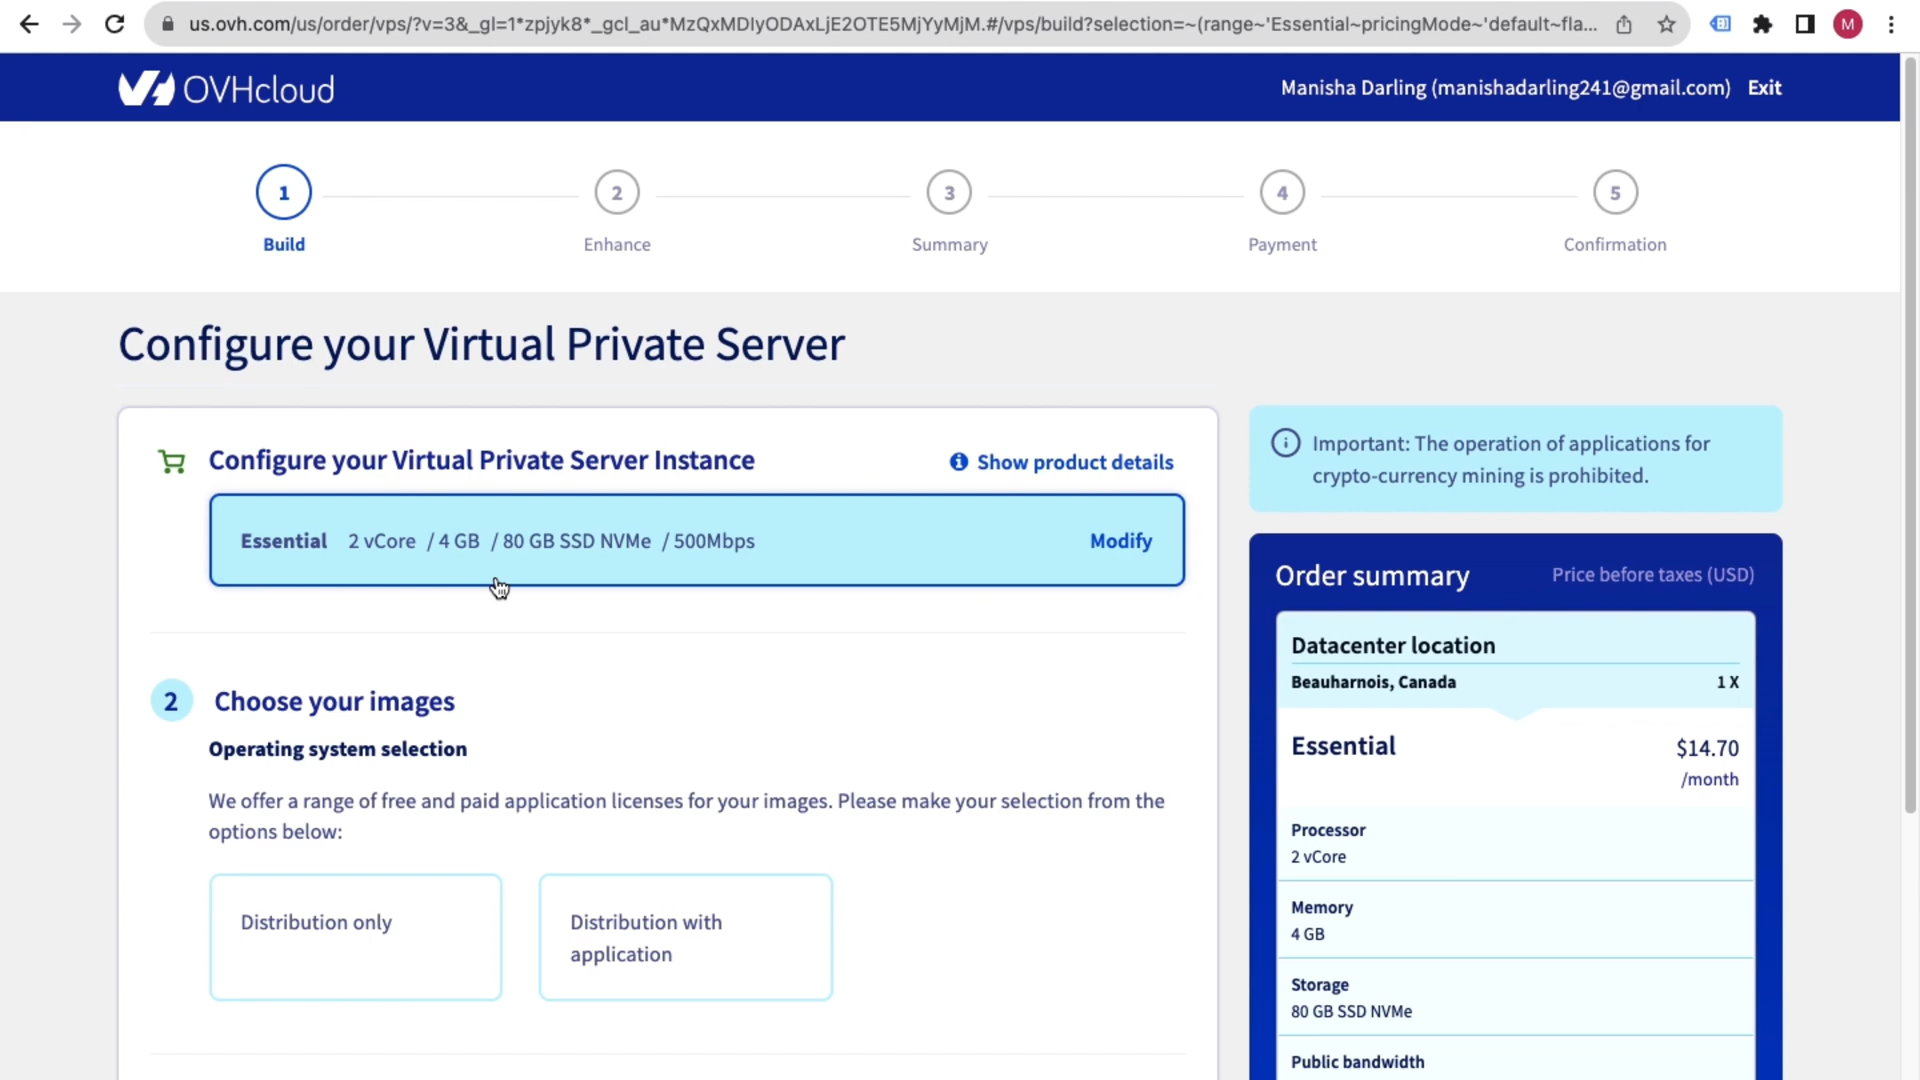 us.ovh.com/us/order/vps/?v=3&_gl=1*zpjyk8*_gcl_au*MzQxMDIyODAxLjE2OTE5MjYyMjM.#/vps/build?selection=~(range~'Essential~pricingMode~'default~fla...
M
OVHcloud
Manisha Darling (manishadarling241@gmail.com) Exit
1
2
3
4
5
Build
Enhance
Summary
Payment
Confirmation
Configure your Virtual Private Server
Configure your Virtual Private Server Instance
Show product details
Essential 2 vCore / 4 GB / 80 GB SSD NVMe / 500Mbps
Modify
2 Choose your images
Operating system selection
We offer a range of free and paid application licenses for your images. Please make your selection from the
options below:
Distribution only
Distribution with
application
Important: The operation of applications for
crypto-currency mining is prohibited.
Order summary
Price before taxes (USD)
Datacenter location
Beauharnois, Canada
1 X
Essential
$14.70
/month
Processor
2 vCore
Memory
4 GB
Storage
80 GB SSD NVMe
Public bandwidth